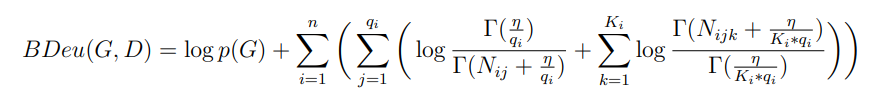 BDeu(G, D) = log p(G) + \sum_{i=1}^{n} \left( \sum_{j=1}^{q_i} \left( \log \frac{\Gamma(\frac{\eta}{q_i})}{\Gamma(N_{ij} + \frac{\eta}{q_i})} + \sum_{k=1}^{K_i} \log \frac{\Gamma(N_{ijk} + \frac{\eta}{K_i * q_i})}{\Gamma(\frac{\eta}{K_i * q_i})} \right) \right)